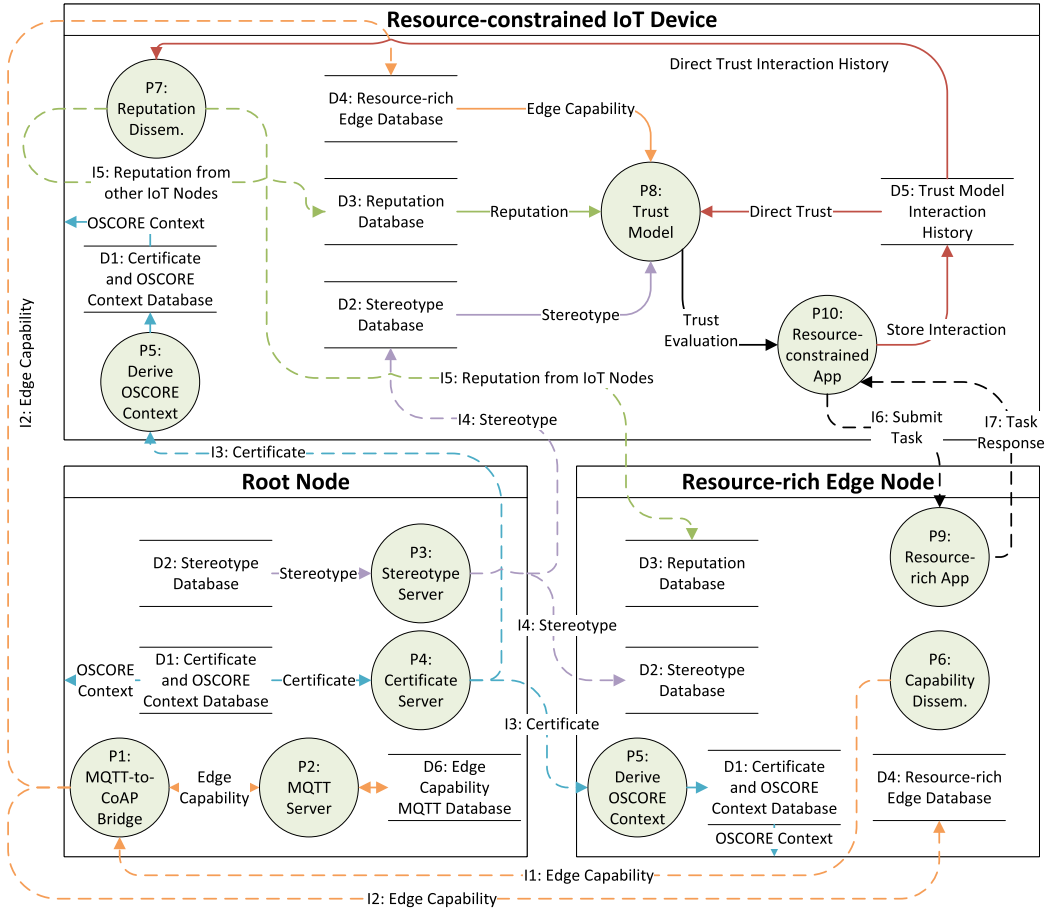 Resource-constrained IoT Device
Direct Trust Interaction History
P7:
Reputation
Dissem.
D4: Resource-rich
Edge Database
Edge Capability
I5: Reputation from
other IoT Nodes
P8:
Trust
Model
D3: Reputation
Database
Reputation
Direct Trust
D5: Trust Model
Interaction
History
OSCORE Context
D1: Certificate
and OSCORE
Context Database
D2: Stereotype
Database
Stereotype
Trust
Evaluation
P10:
Resource-
constrained
App
Store Interaction
I2: Edge Capability
P5:
Derive
OSCORE
Context
I5: Reputation from IoT Nodes
I4: Stereotype
I6: Submit
Task
I7: Task
Response
I3: Certificate
Root Node
D2: Stereotype
Database
Stereotype
P3:
Stereotype
Server
OSCORE
Context
D1: Certificate
and OSCORE
Context Database
Certificate
P4:
Certificate
Server
P1:
MQTT-to-
CoAP
Bridge
Edge
Capability
P2:
MQTT
Server
D6: Edge
Capability
MQTT Database
I4: Stereotype
I3: Certificate
Resource-rich Edge Node
D3: Reputation
Database
P9:
Resource-
rich App
D2: Stereotype
Database
P6:
Capability
Dissem.
P5:
Derive
OSCORE
Context
D1: Certificate
and OSCORE
Context Database
OSCORE Context
D4: Resource-rich
Edge Database
I1: Edge Capability
I2: Edge Capability